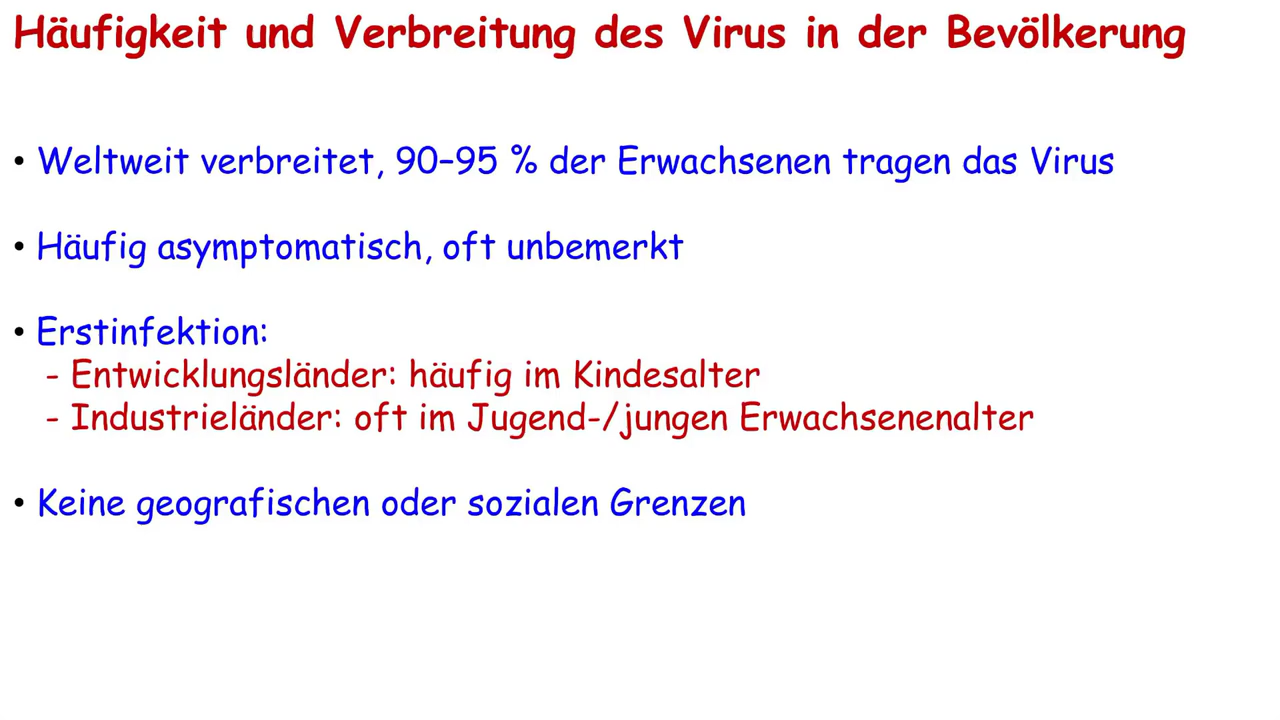 Häufigkeit und Verbreitung des Virus in der Bevölkerung
• Weltweit verbreitet, 90–95 % der Erwachsenen tragen das Virus
• Häufig asymptomatisch, oft unbemerkt
• Erstinfektion:
- Entwicklungsländer: häufig im Kindesalter
- Industrieländer: oft im Jugend-/jungen Erwachsenenalter
• Keine geografischen oder sozialen Grenzen